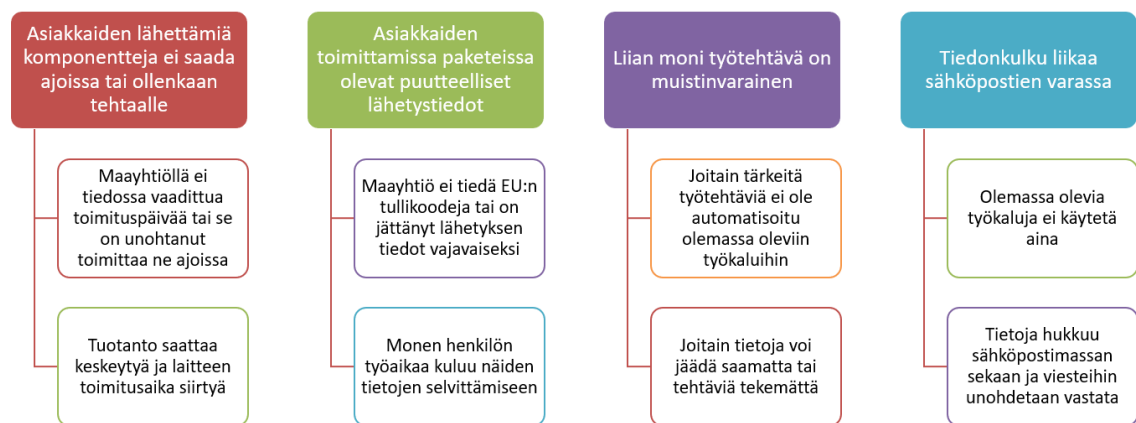 Asiakkaiden lähettämiä
komponentteja ei saada
ajoissa tai ollenkaan
tehtaalle
Maayhtiöllä ei
tiedossa vaadittua
toimituspäivää tai se
on unohtanut
toimittaa ne ajoissa
Tuotanto saattaa
keskeytyä ja laitteen
toimitusaika siirtyä
Asiakkaiden
toimittamissa paketeissa
olevat puutteelliset
lähetystiedot
Maayhtiö ei tiedä EU:n
tullikoodeja tai on
jättänyt lähetyksen
tiedot vajavaiseksi
Monen henkilön
työaikaa kuluu näiden
tietojen selvittämiseen
Liian moni työtehtävä on
muistinvarainen
Joitain tärkeitä
työtehtäviä ei ole
automatisoitu
olemassa oleviin
työkaluihin
Joitain tietoja voi
jäädä saamatta tai
tehtäviä tekemättä
Tiedonkulku liikaa
sähköpostien varassa
Olemassa olevia
työkaluja ei käytetä
aina
Tietoja hukkuu
sähköpostimassan
sekaan ja viesteihin
unohdetaan vastata